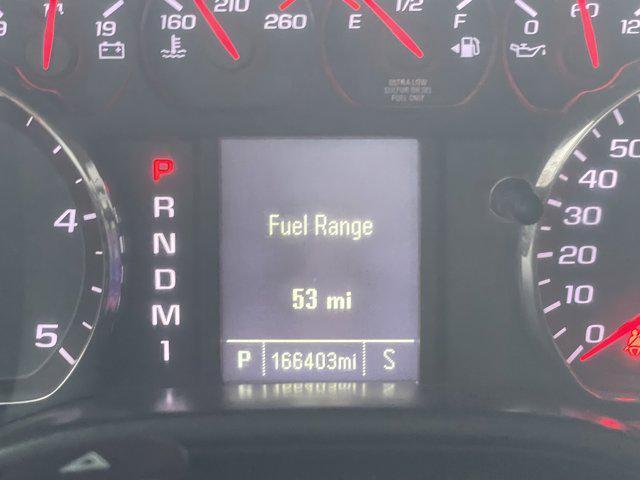 19 160 210 260 E 1/2 F 0 60
ULTRA-LOW
SULFUR DIESEL
FUEL ONLY
P
R
N
D
M
1
4
5
Fuel Range
53 mi
P 166403mi S
50
40
30
20
10
0